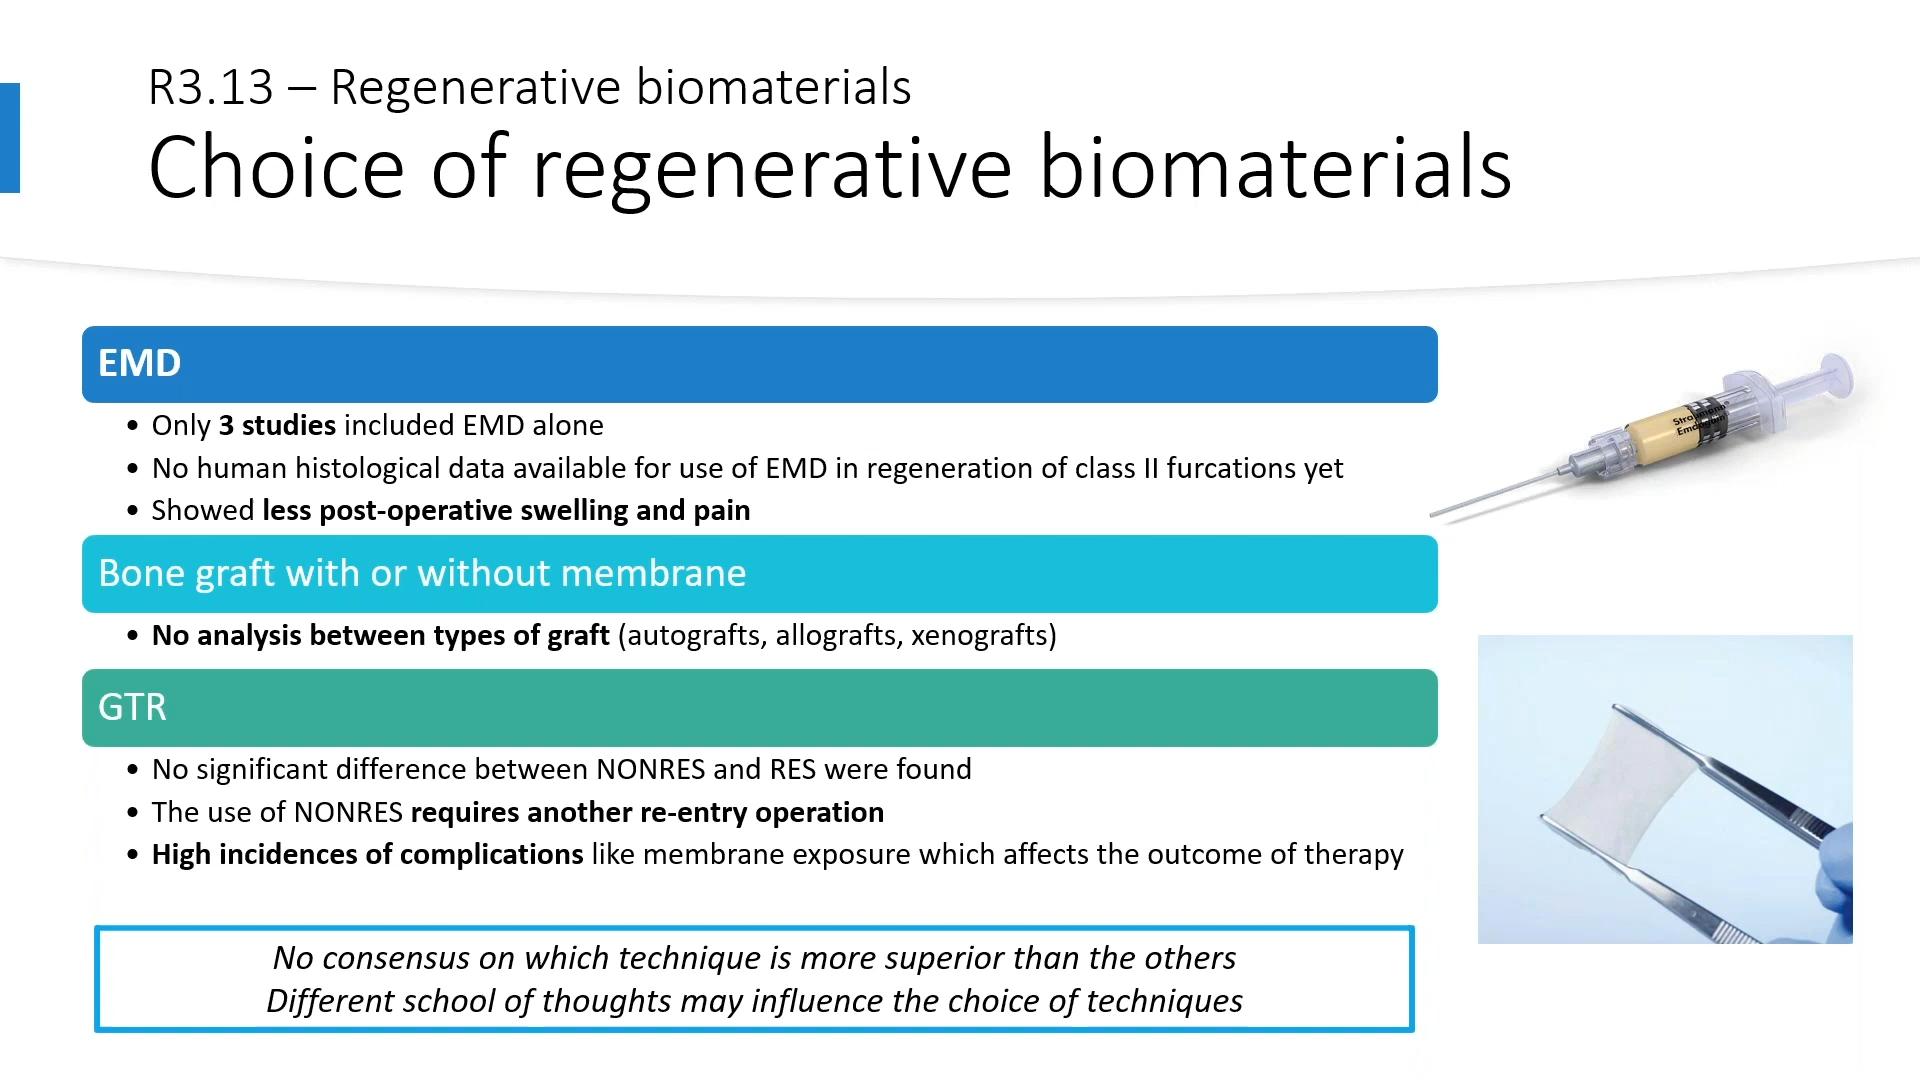 R3.13 – Regenerative biomaterials
Choice of regenerative biomaterials
EMD
• Only 3 studies included EMD alone
• No human histological data available for use of EMD in regeneration of class II furcations yet
• Showed less post-operative swelling and pain
Straumann®
Emdogain
Bone graft with or without membrane
• No analysis between types of graft (autografts, allografts, xenografts)
GTR
• No significant difference between NONRES and RES were found
• The use of NONRES requires another re-entry operation
• High incidences of complications like membrane exposure which affects the outcome of therapy
No consensus on which technique is more superior than the others
Different school of thoughts may influence the choice of techniques